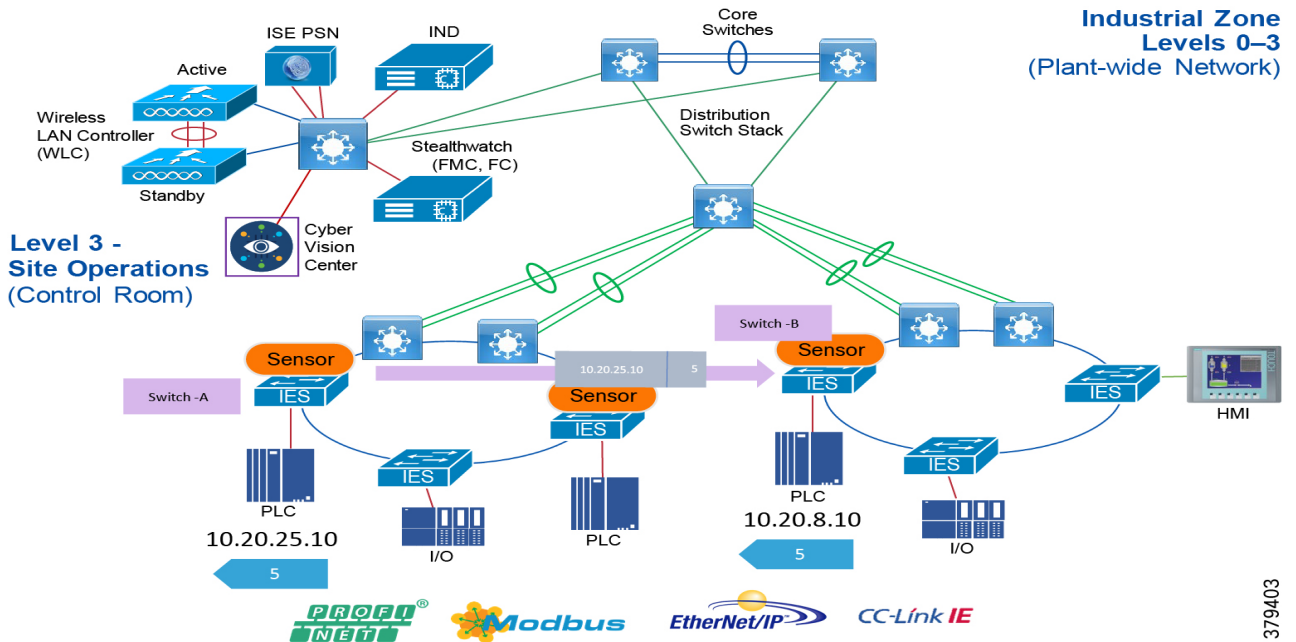 Industrial Zone
Levels 0–3
(Plant-wide Network)
Core
Switches
ISE PSN
IND
Active
Wireless
LAN Controller
(WLC)
Standby
Stealthwatch
(FMC, FC)
Distribution
Switch Stack
Cyber
Vision
Center
Level 3 -
Site Operations
(Control Room)
Switch -A
Sensor
IES
10.20.25.10
5
Sensor
IES
Switch -B
Sensor
IES
IES
HMI
IES
IES
PLC
10.20.25.10
5
I/O
PLC
PLC
10.20.8.10
5
I/O
PROFI
NET®
Modbus
EtherNet/IP™
CC-Link IE
379403